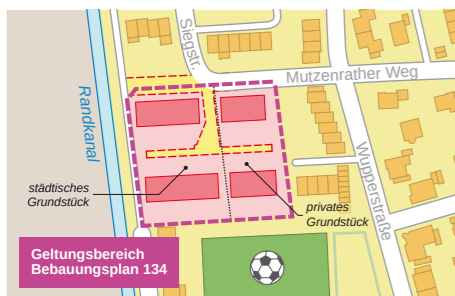 Siegstr.
Mutzenrather Weg
Randkanal
Wupperstraße
städtisches
Grundstück
privates
Grundstück
Geltungsbereich
Bebauungsplan 134